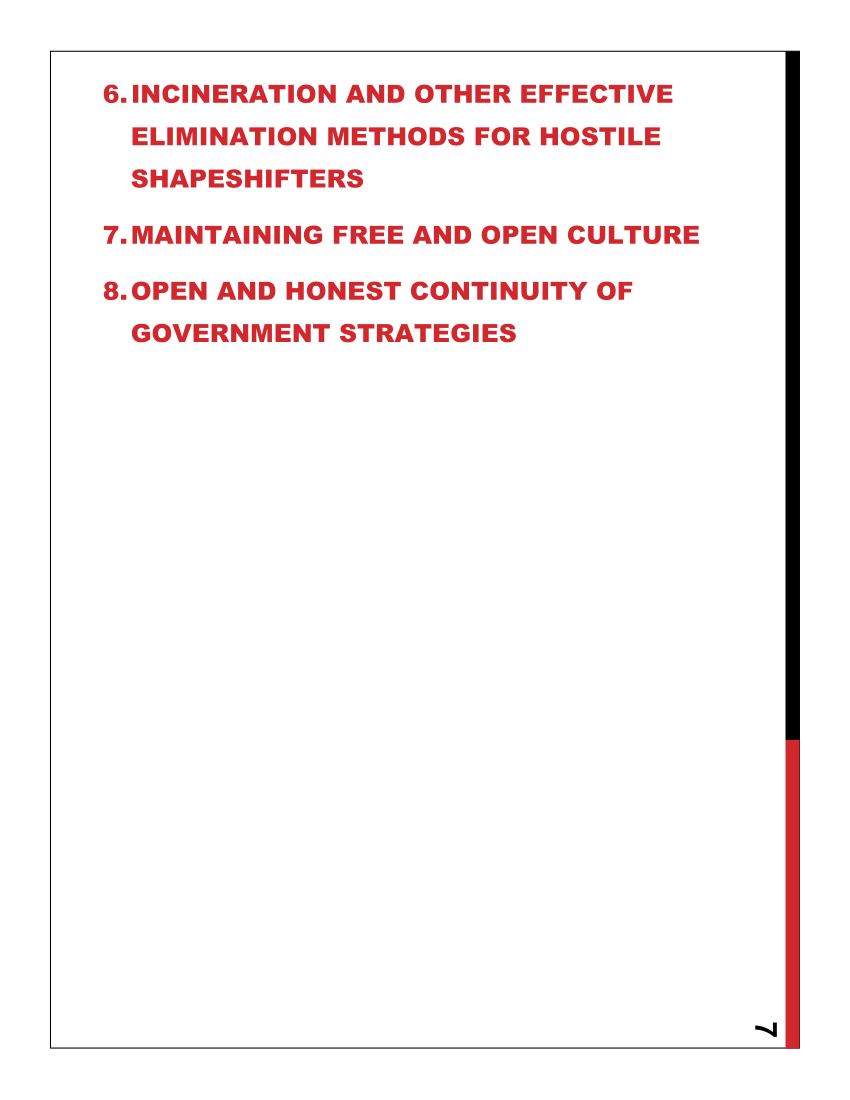 6. INCINERATION AND OTHER EFFECTIVE
ELIMINATION METHODS FOR HOSTILE
SHAPESHIFTERS
7. MAINTAINING FREE AND OPEN CULTURE
8. OPEN AND HONEST CONTINUITY OF
GOVERNMENT STRATEGIES
7